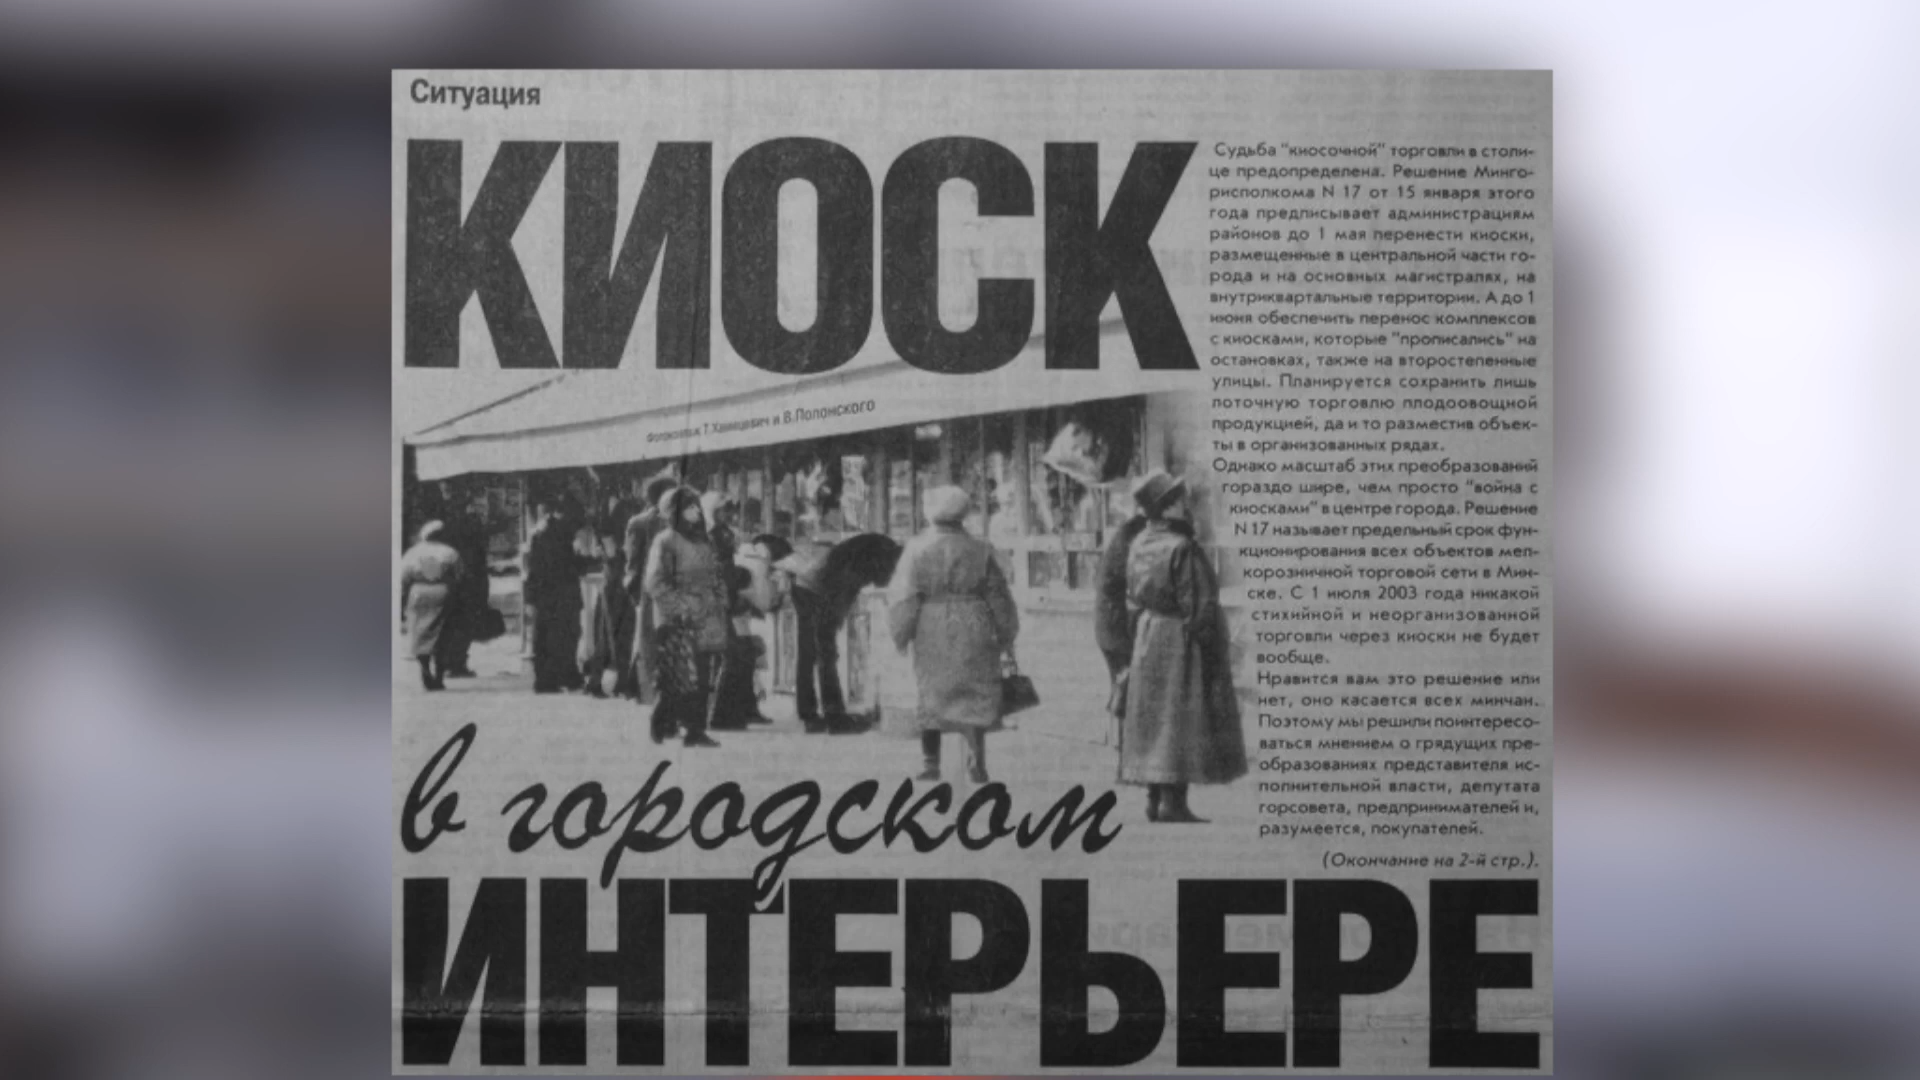 Ситуация
КИОСК
в городском
ИНТЕРЬЕРЕ
Фотоколлаж Т.Ханцевич и В.Полонского
Судьба "киосочной" торговли в столи-
це предопределена. Решение Минго-
рисполкома N 17 от 15 января этого
года предписывает администрациям
районов до 1 мая перенести киоски,
размещенные в центральной части го-
рода и на основных магистралях, на
внутриквартальные территории. А до 1
июня обеспечить перенос комплексов
с киосками, которые "прописались" на
остановках, также на второстепенные
улицы. Планируется сохранить лишь
лоточную торговлю плодоовощной
продукцией, да и то разместив объек-
ты в организованных рядах.
Однако масштаб этих преобразований
гораздо шире, чем просто "война с
киосками" в центре города. Решение
N 17 называет предельный срок фун-
кционирования всех объектов мел-
корозничной торговой сети в Мин-
ске. С 1 июля 2003 года никакой
стихийной и неорганизованной
торговли через киоски не будет
вообще.
Нравится вам это решение или
нет, оно касается всех минчан.
Поэтому мы решили поинтересо-
ваться мнением о грядущих пре-
образованиях представителя ис-
полнительной власти, депутата
горсовета, предпринимателей и,
разумеется, покупателей.
(Окончание на 2-й стр.).